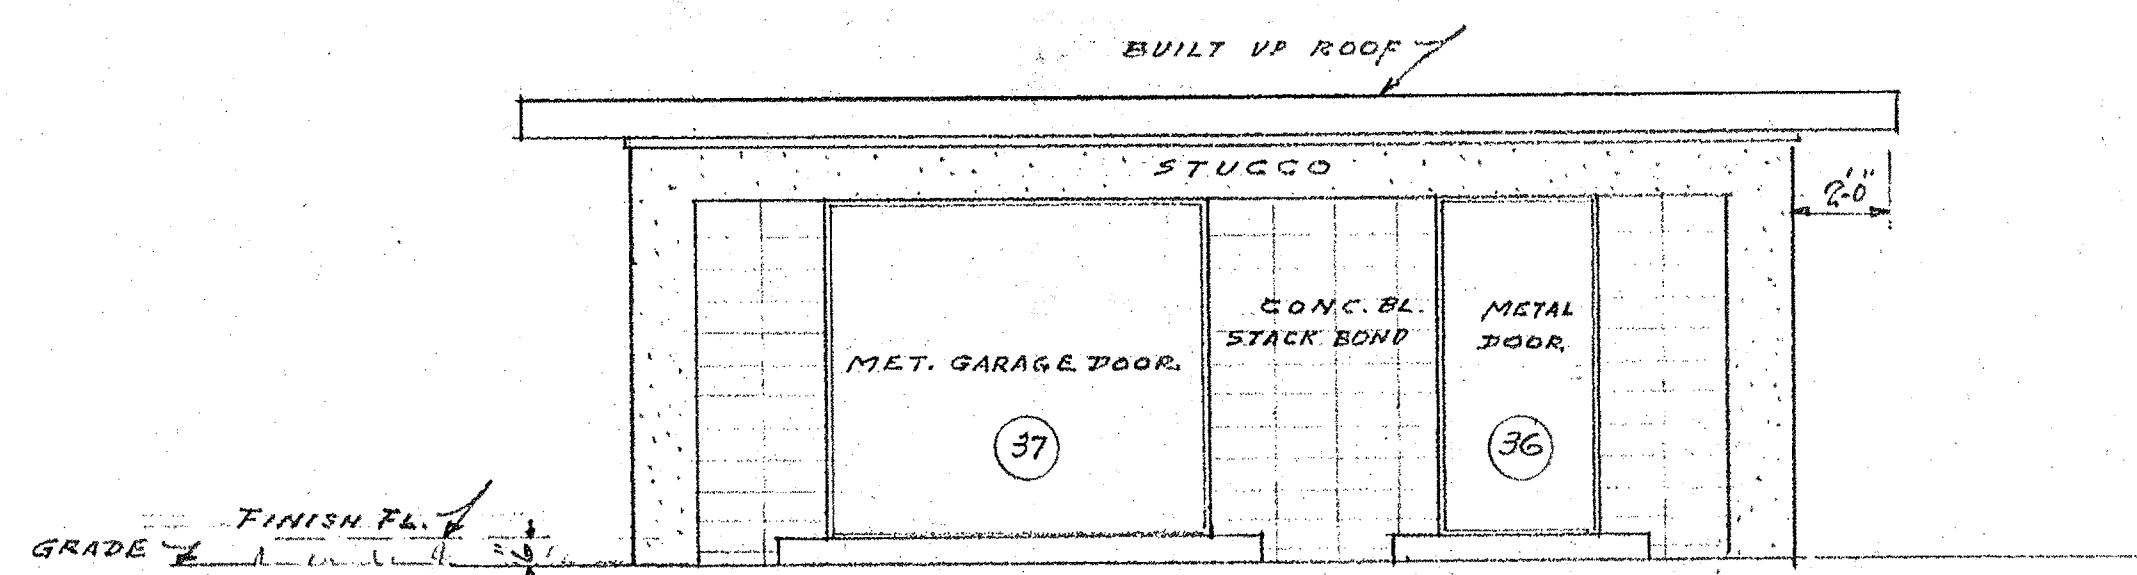 BUILT UP ROOF
STUCCO
2'-0"
CONC. BL.
STACK BOND
METAL
DOOR.
MET. GARAGE DOOR.
37
36
FINISH FL.
GRADE
6"